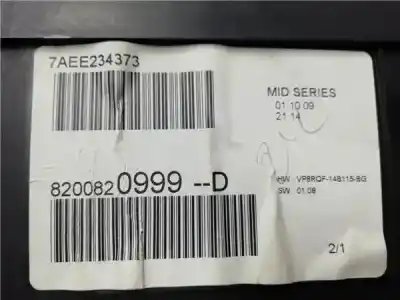 7AEE234373
MID SERIES
01 10 09
21 14
8200820999 --D
HW : VP8RQF-14B115-BG
SW : 01.08
2/1